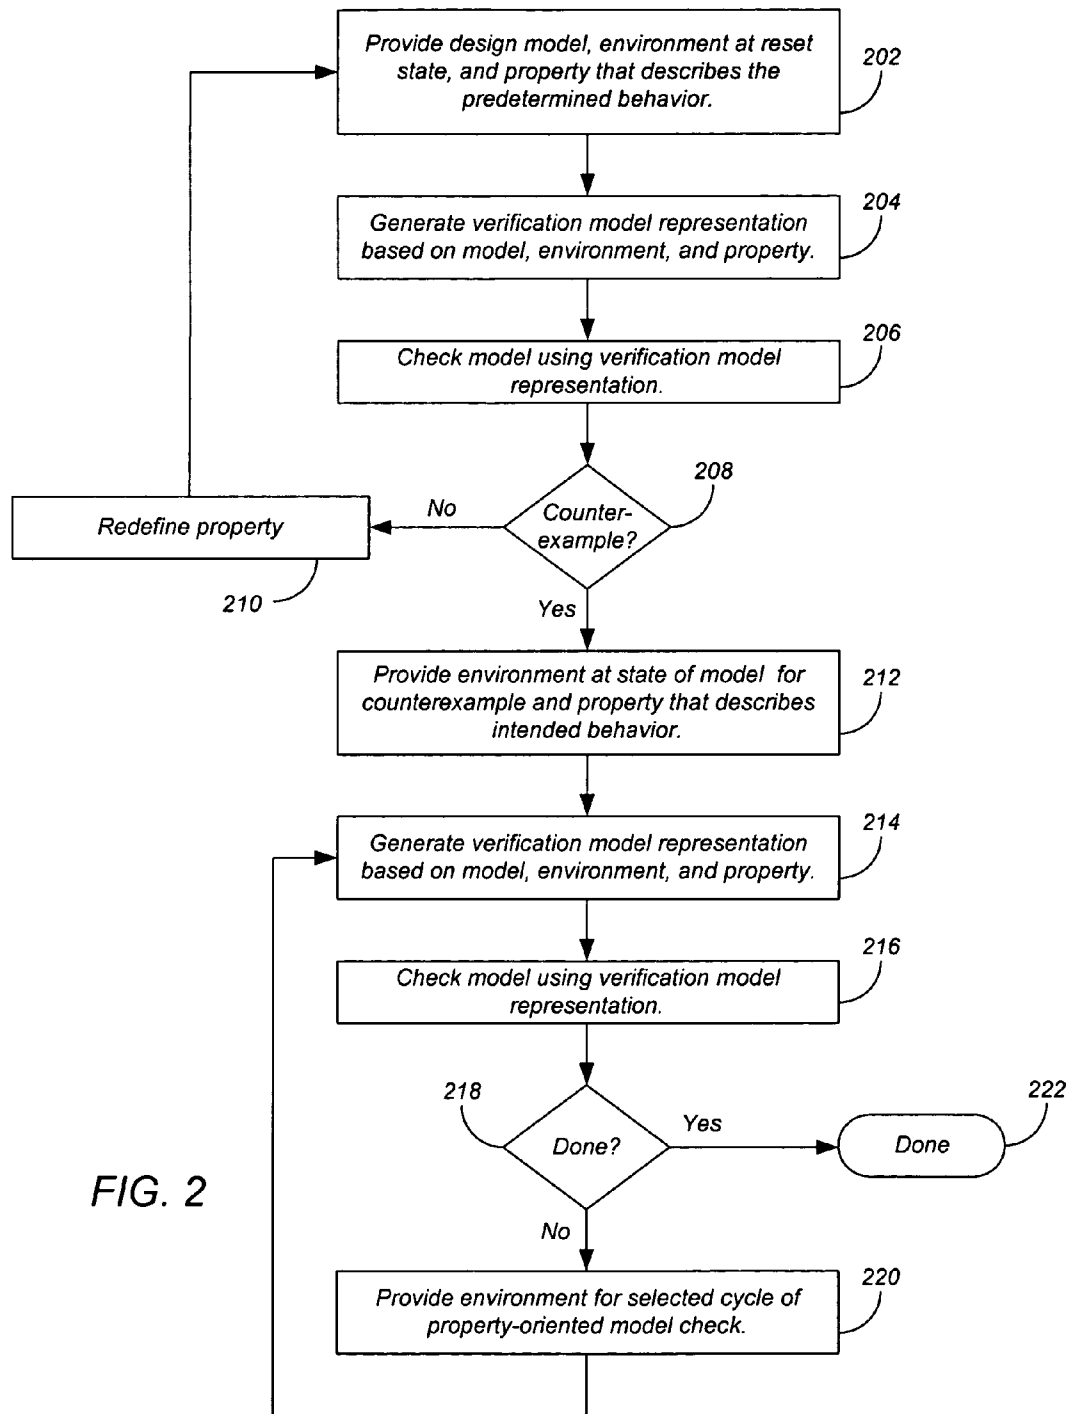 Provide design model, environment at reset
state, and property that describes the
predetermined behavior.
202
Generate verification model representation
based on model, environment, and property.
204
Check model using verification model
representation.
206
Counter-
example?
208
No
Redefine property
210
Yes
Provide environment at state of model for
counterexample and property that describes
intended behavior.
212
Generate verification model representation
based on model, environment, and property.
214
Check model using verification model
representation.
216
218
Done?
Yes
Done
222
No
FIG. 2
Provide environment for selected cycle of
property-oriented model check.
220